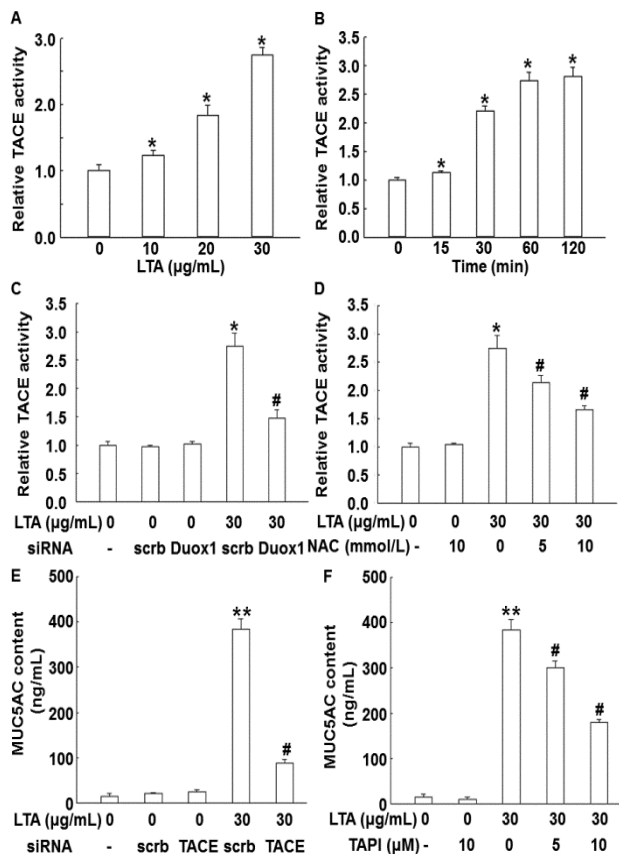 A
Relative TACE activity
3.0
2.5
2.0
1.5
1.0
0.5
0.0
*
*
*
0 10 20 30
LTA (µg/mL)
B
Relative TACE activity
3.5
3.0
2.5
2.0
1.5
1.0
0.5
0.0
*
*
*
*
0 15 30 60 120
Time (min)
C
Relative TACE activity
3.5
3.0
2.5
2.0
1.5
1.0
0.5
0.0
*
#
LTA (µg/mL) 0 0 0 30 30
siRNA - scrb Duox1 scrb Duox1
D
Relative TACE activity
3.5
3.0
2.5
2.0
1.5
1.0
0.5
0.0
*
#
#
LTA (µg/mL) 0 0 30 30 30
NAC (mmol/L) - 10 0 5 10
E
MUC5AC content
(ng/mL)
500
400
300
200
100
0
**
#
LTA (µg/mL) 0 0 0 30 30
siRNA - scrb TACE scrb TACE
F
MUC5AC content
(ng/mL)
500
400
300
200
100
0
**
#
#
LTA (µg/mL) 0 0 30 30 30
TAPI (µM) - 10 0 5 10